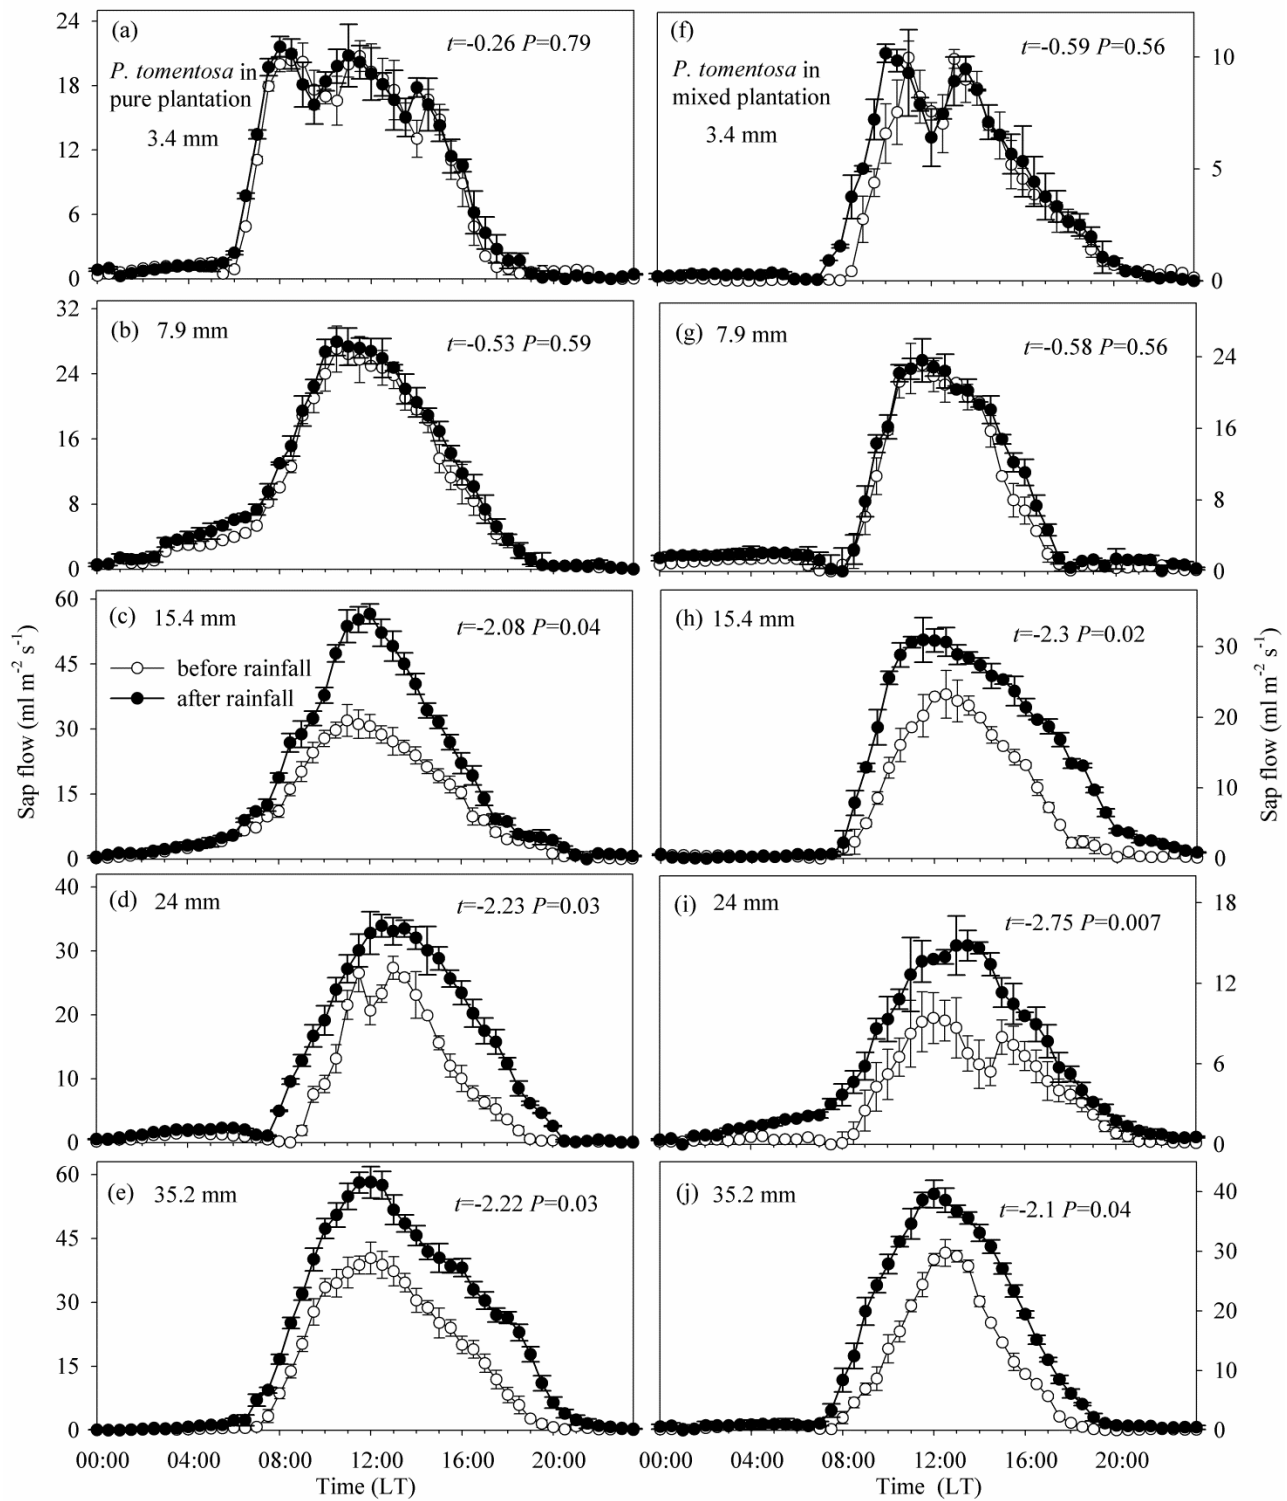 (a)
t=-0.26 P=0.79
P. tomentosa in
pure plantation
3.4 mm
24
18
12
6
0
(f)
t=-0.59 P=0.56
P. tomentosa in
mixed plantation
3.4 mm
10
5
0
(b) 7.9 mm
t=-0.53 P=0.59
32
24
16
8
0
(g) 7.9 mm
t=-0.58 P=0.56
24
16
8
0
(c) 15.4 mm
t=-2.08 P=0.04
before rainfall
after rainfall
60
45
30
15
0
(h) 15.4 mm
t=-2.3 P=0.02
30
20
10
0
Sap flow (ml m⁻² s⁻¹)
Sap flow (ml m⁻² s⁻¹)
(d) 24 mm
t=-2.23 P=0.03
40
30
20
10
0
(i) 24 mm
t=-2.75 P=0.007
18
12
6
0
(e) 35.2 mm
t=-2.22 P=0.03
60
45
30
15
0
(j) 35.2 mm
t=-2.1 P=0.04
40
30
20
10
0
00:00 04:00 08:00 12:00 16:00 20:00
Time (LT)
00:00 04:00 08:00 12:00 16:00 20:00
Time (LT)